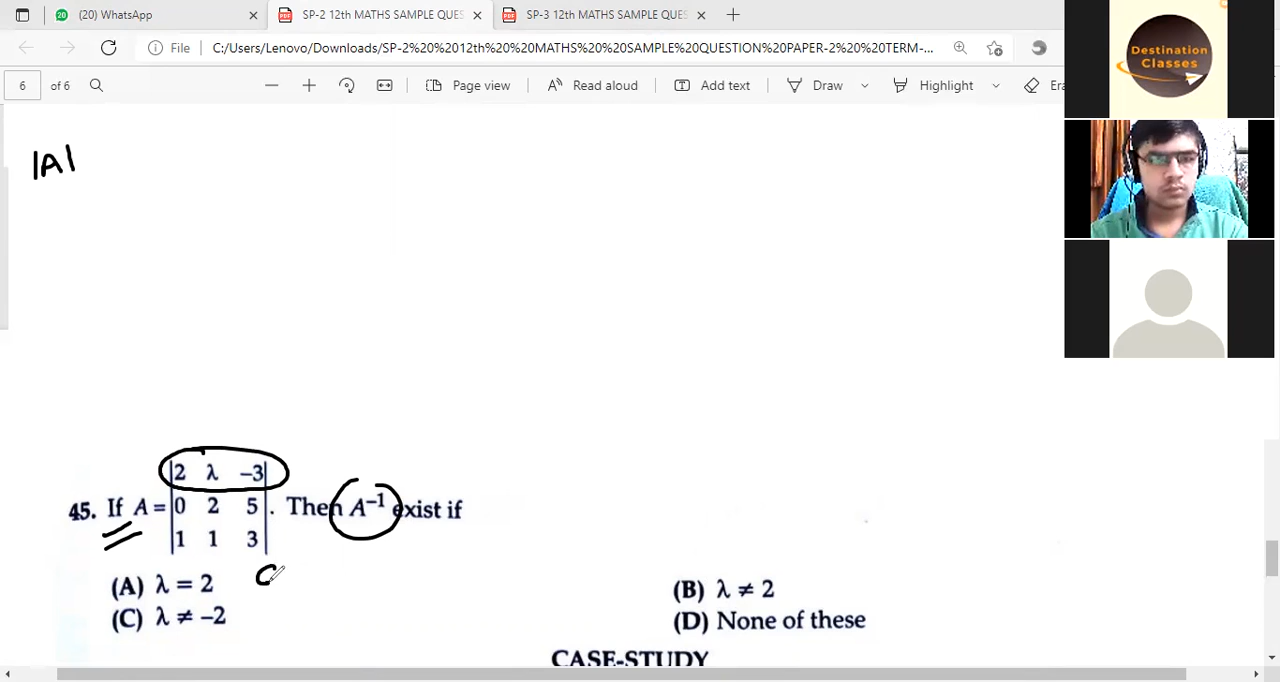 (20) WhatsApp
SP-2 12th MATHS SAMPLE QUES
SP-3 12th MATHS SAMPLE QUES
File
C:/Users/Lenovo/Downloads/SP-2%20%2012th%20%20MATHS%20%20SAMPLE%20QUESTION%20PAPER-2%20%20TERM-...
6 of 6
Page view
Read aloud
Add text
Draw
Highlight
Era
Destination
Classes
|A|
45. If A = |2 λ −3| . Then A⁻¹ exist if
|0 2 5|
|1 1 3|
(A) λ = 2
(B) λ ≠ 2
(C) λ ≠ −2
(D) None of these
CASE-STUDY